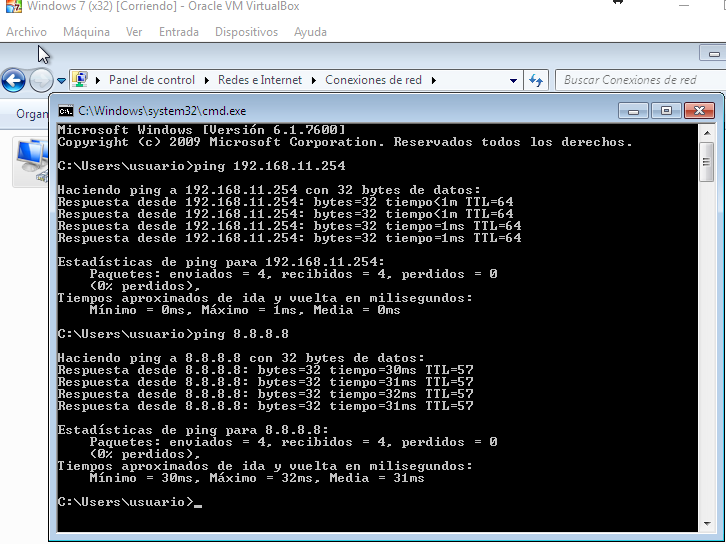 Windows 7 (x32) [Corriendo] - Oracle VM VirtualBox
Archivo Máquina Ver Entrada Dispositivos Ayuda
Panel de control Redes e Internet Conexiones de red Buscar Conexiones de red
Organ
C:\Windows\system32\cmd.exe
Microsoft Windows [Versión 6.1.7600]
Copyright (c) 2009 Microsoft Corporation. Reservados todos los derechos.
C:\Users\usuario>ping 192.168.11.254
Haciendo ping a 192.168.11.254 con 32 bytes de datos:
Respuesta desde 192.168.11.254: bytes=32 tiempo<1m TTL=64
Respuesta desde 192.168.11.254: bytes=32 tiempo<1m TTL=64
Respuesta desde 192.168.11.254: bytes=32 tiempo=1ms TTL=64
Respuesta desde 192.168.11.254: bytes=32 tiempo=1ms TTL=64
Estadísticas de ping para 192.168.11.254:
Paquetes: enviados = 4, recibidos = 4, perdidos = 0
(0% perdidos),
Tiempos aproximados de ida y vuelta en milisegundos:
Mínimo = 0ms, Máximo = 1ms, Media = 0ms
C:\Users\usuario>ping 8.8.8.8
Haciendo ping a 8.8.8.8 con 32 bytes de datos:
Respuesta desde 8.8.8.8: bytes=32 tiempo=30ms TTL=57
Respuesta desde 8.8.8.8: bytes=32 tiempo=31ms TTL=57
Respuesta desde 8.8.8.8: bytes=32 tiempo=32ms TTL=57
Respuesta desde 8.8.8.8: bytes=32 tiempo=31ms TTL=57
Estadísticas de ping para 8.8.8.8:
Paquetes: enviados = 4, recibidos = 4, perdidos = 0
(0% perdidos),
Tiempos aproximados de ida y vuelta en milisegundos:
Mínimo = 30ms, Máximo = 32ms, Media = 31ms
C:\Users\usuario>_